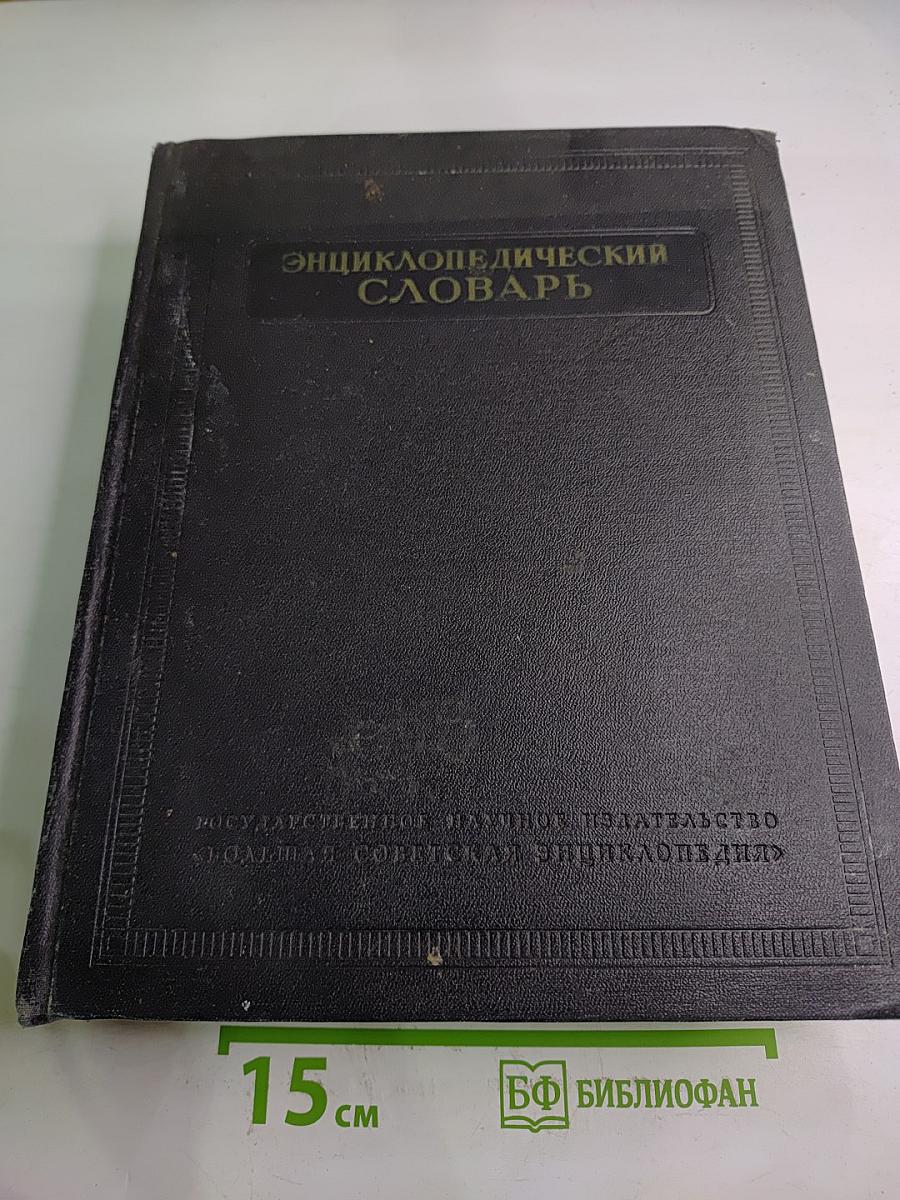 ЭНЦИКЛОПЕДИЧЕСКИЙ
СЛОВАРЬ
ГОСУДАРСТВЕННОЕ НАУЧНОЕ ИЗДАТЕЛЬСТВО
«БОЛЬШАЯ СОВЕТСКАЯ ЭНЦИКЛОПЕДИЯ»
15 см
БФ БИБЛИОФАН